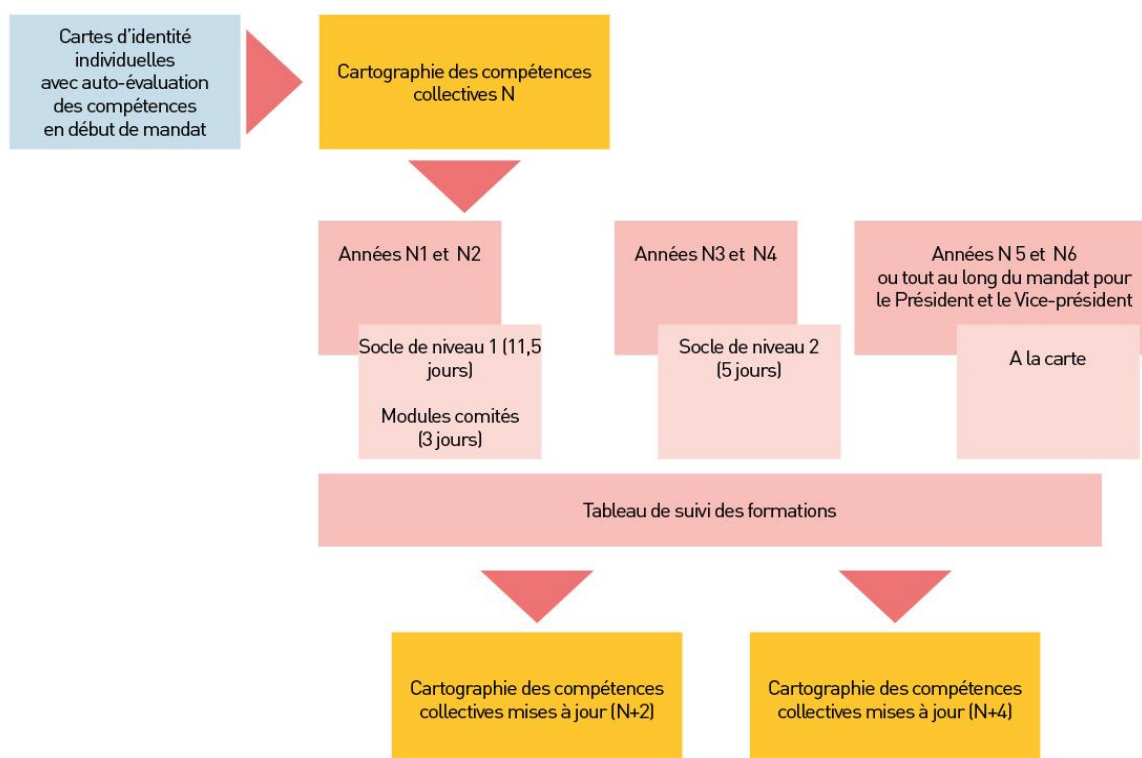 Cartes d'identité
individuelles
avec auto-évaluation
des compétences
en début de mandat
Cartographie des compétences
collectives N
Années N1 et N2
Socle de niveau 1 (11,5
jours)
Modules comités
(3 jours)
Années N3 et N4
Socle de niveau 2
(5 jours)
Années N 5 et N6
ou tout au long du mandat pour
le Président et le Vice-président
A la carte
Tableau de suivi des formations
Cartographie des compétences
collectives mises à jour (N+2)
Cartographie des compétences
collectives mises à jour (N+4)